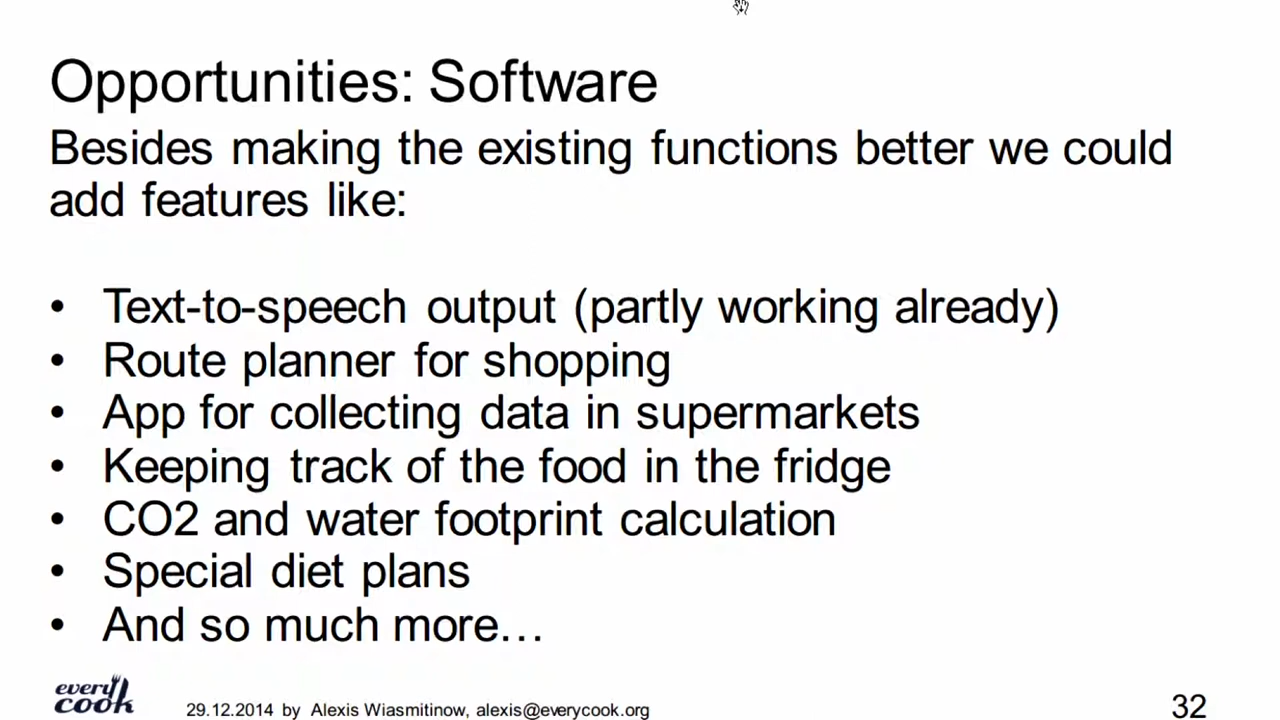 Opportunities: Software
Besides making the existing functions better we could
add features like:
• Text-to-speech output (partly working already)
• Route planner for shopping
• App for collecting data in supermarkets
• Keeping track of the food in the fridge
• CO2 and water footprint calculation
• Special diet plans
• And so much more…
every
cook
29.12.2014 by Alexis Wiasmitinow, alexis@everycook.org
32